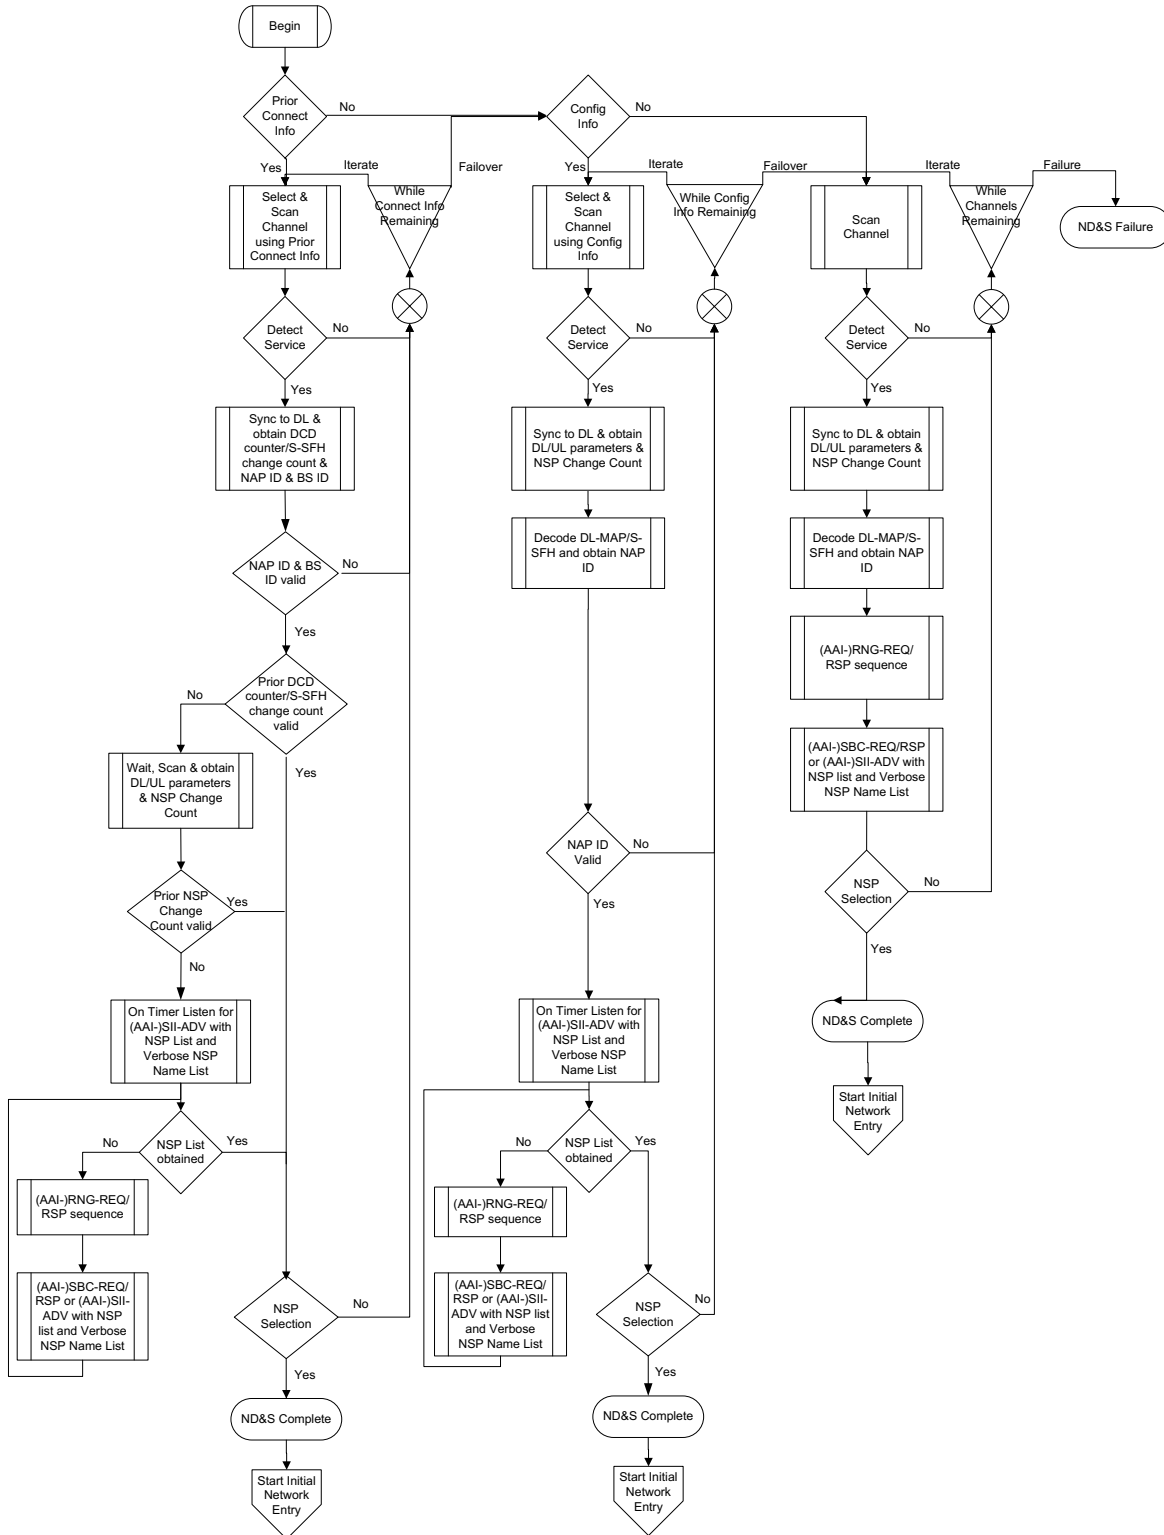 Begin
Prior
Connect
Info
No
Yes
Iterate
Failover
While
Connect Info
Remaining
Select &
Scan
Channel
using Prior
Connect Info
Detect
Service
No
Yes
Sync to DL &
obtain DCD
counter/S-SFH
change count &
NAP ID & BS ID
NAP ID & BS
ID valid
No
Yes
Prior DCD
counter/S-SFH
change count
valid
No
Yes
Wait, Scan & obtain
DL/UL parameters
& NSP Change
Count
Prior NSP
Change
Count valid
Yes
No
On Timer Listen for
(AAI-)SII-ADV with
NSP List and
Verbose NSP
Name List
NSP List
obtained
No
Yes
(AAI-)RNG-REQ/
RSP sequence
(AAI-)SBC-REQ/
RSP or (AAI-)SII-
ADV with NSP
list and Verbose
NSP Name List
NSP
Selection
No
Yes
ND&S Complete
Start Initial
Network
Entry
Config
Info
No
Yes
Iterate
Failover
While Config
Info Remaining
Select &
Scan
Channel
using Config
Info
Detect
Service
No
Yes
Sync to DL & obtain
DL/UL parameters &
NSP Change Count
Decode DL-MAP/S-
SFH and obtain NAP
ID
NAP ID
Valid
No
Yes
On Timer Listen for
(AAI-)SII-ADV with
NSP List and
Verbose NSP
Name List
NSP List
obtained
No
Yes
(AAI-)RNG-REQ/
RSP sequence
(AAI-)SBC-REQ/
RSP or (AAI-)SII-
ADV with NSP list
and Verbose
NSP Name List
NSP
Selection
No
Yes
ND&S Complete
Start Initial
Network
Entry
Iterate
Failure
While
Channels
Remaining
ND&S Failure
Scan
Channel
Detect
Service
No
Yes
Sync to DL & obtain
DL/UL parameters &
NSP Change Count
Decode DL-MAP/S-
SFH and obtain NAP
ID
(AAI-)RNG-REQ/
RSP sequence
(AAI-)SBC-REQ/RSP
or (AAI-)SII-ADV with
NSP list and Verbose
NSP Name List
NSP
Selection
No
Yes
ND&S Complete
Start Initial
Network
Entry